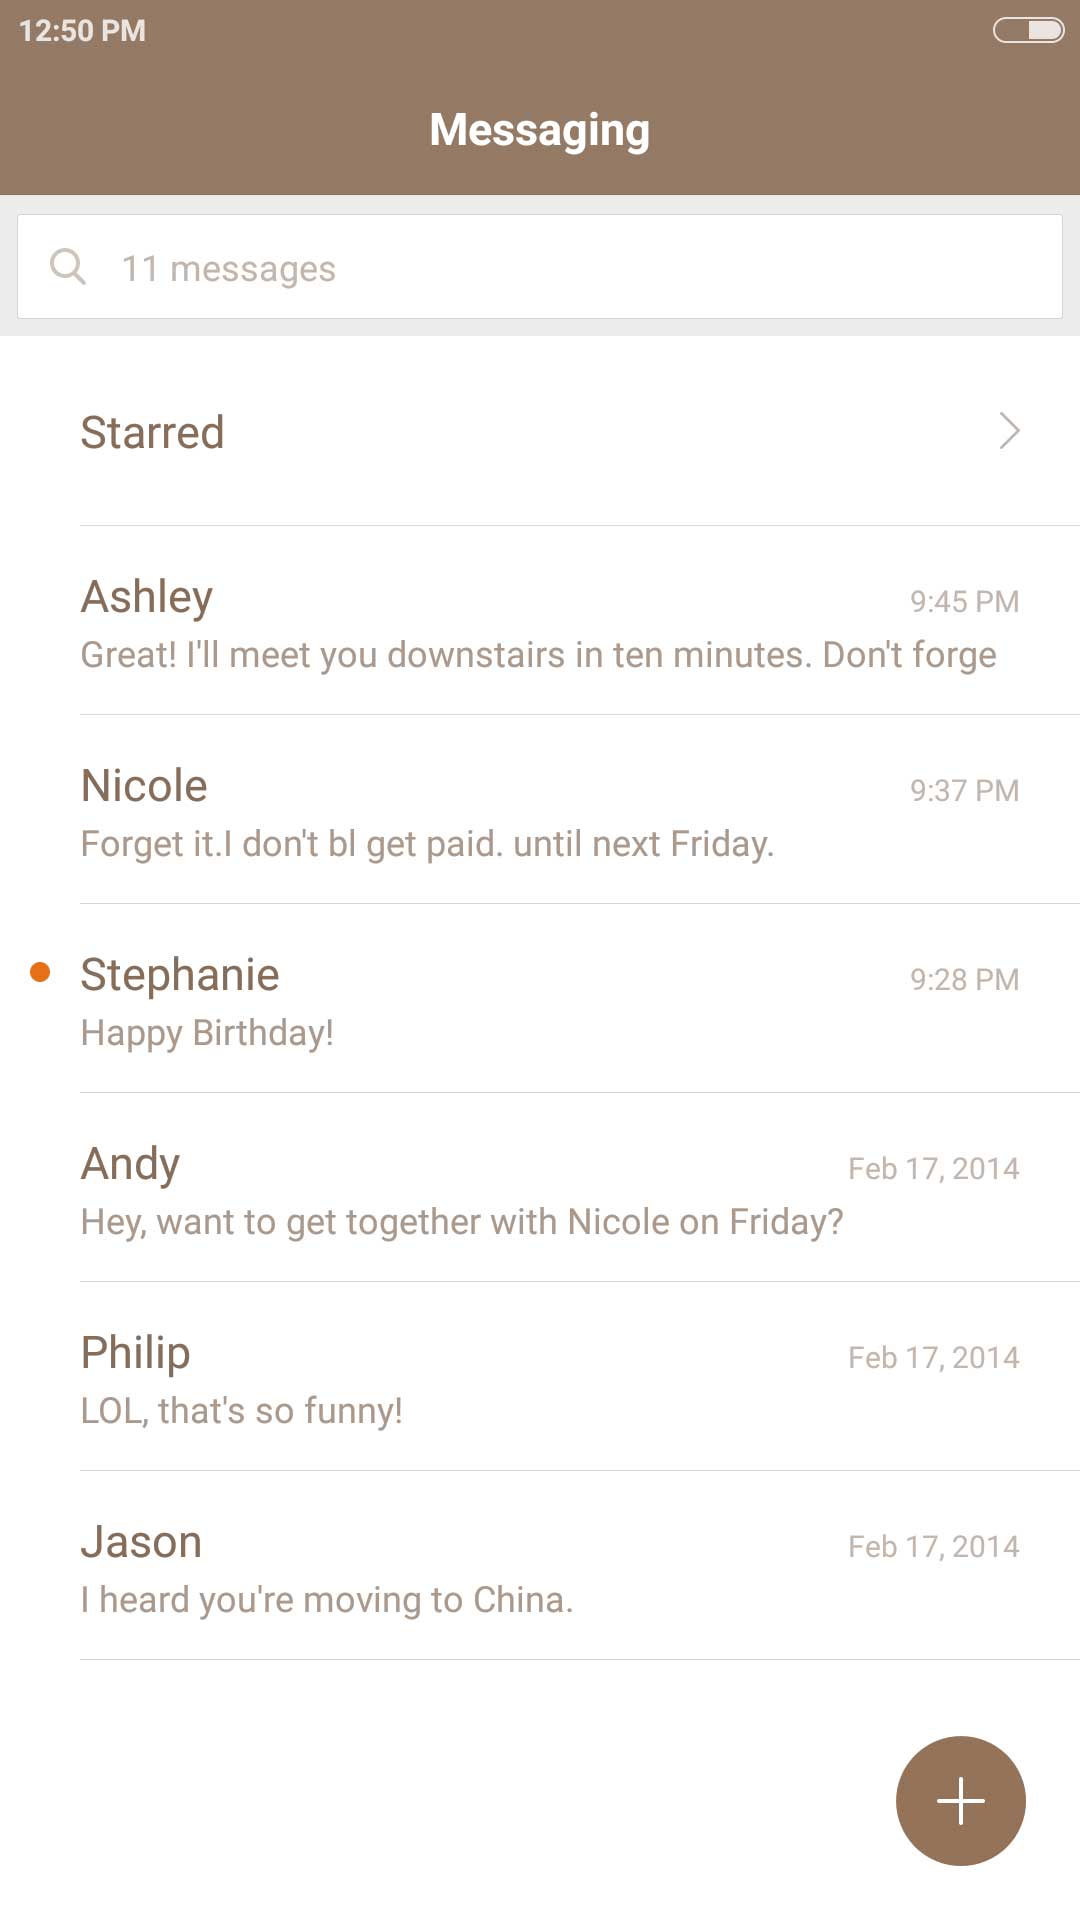 12:50 PM
Messaging
11 messages
Starred
Ashley 9:45 PM
Great! I'll meet you downstairs in ten minutes. Don't forge
Nicole 9:37 PM
Forget it.I don't bl get paid. until next Friday.
Stephanie 9:28 PM
Happy Birthday!
Andy Feb 17, 2014
Hey, want to get together with Nicole on Friday?
Philip Feb 17, 2014
LOL, that's so funny!
Jason Feb 17, 2014
I heard you're moving to China.